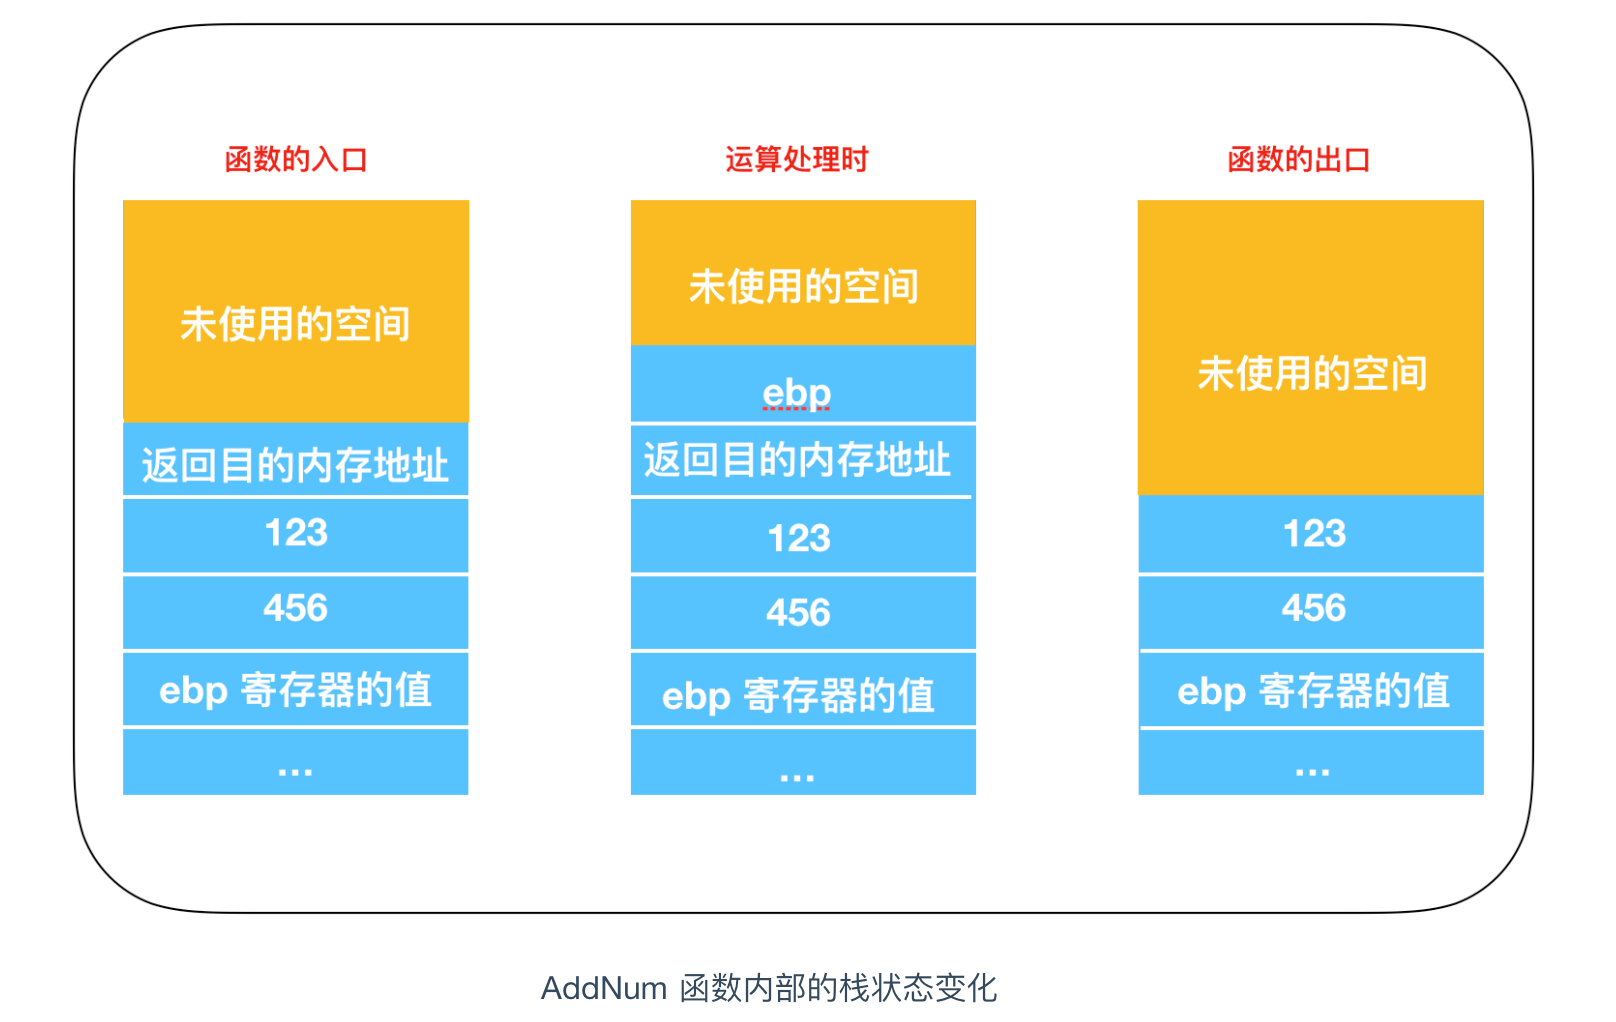 函数的入口
未使用的空间
返回目的内存地址
123
456
ebp 寄存器的值
...
运算处理时
未使用的空间
ebp
返回目的内存地址
123
456
ebp 寄存器的值
...
函数的出口
未使用的空间
123
456
ebp 寄存器的值
...
AddNum 函数内部的栈状态变化